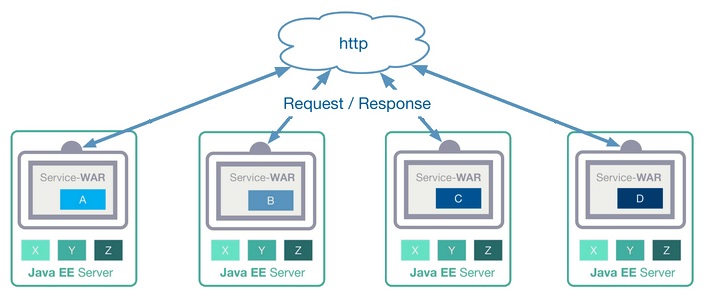 http
Request / Response
Service-WAR
A
X Y Z
Java EE Server
Service-WAR
B
X Y Z
Java EE Server
Service-WAR
C
X Y Z
Java EE Server
Service-WAR
D
X Y Z
Java EE Server